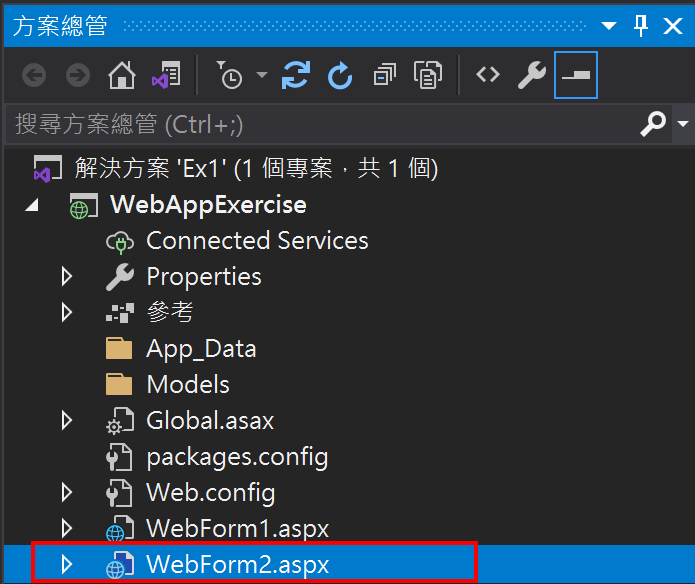 方案總管
搜尋方案總管 (Ctrl+;)
解決方案 'Ex1' (1 個專案，共 1 個)
WebAppExercise
Connected Services
Properties
參考
App_Data
Models
Global.asax
packages.config
Web.config
WebForm1.aspx
WebForm2.aspx